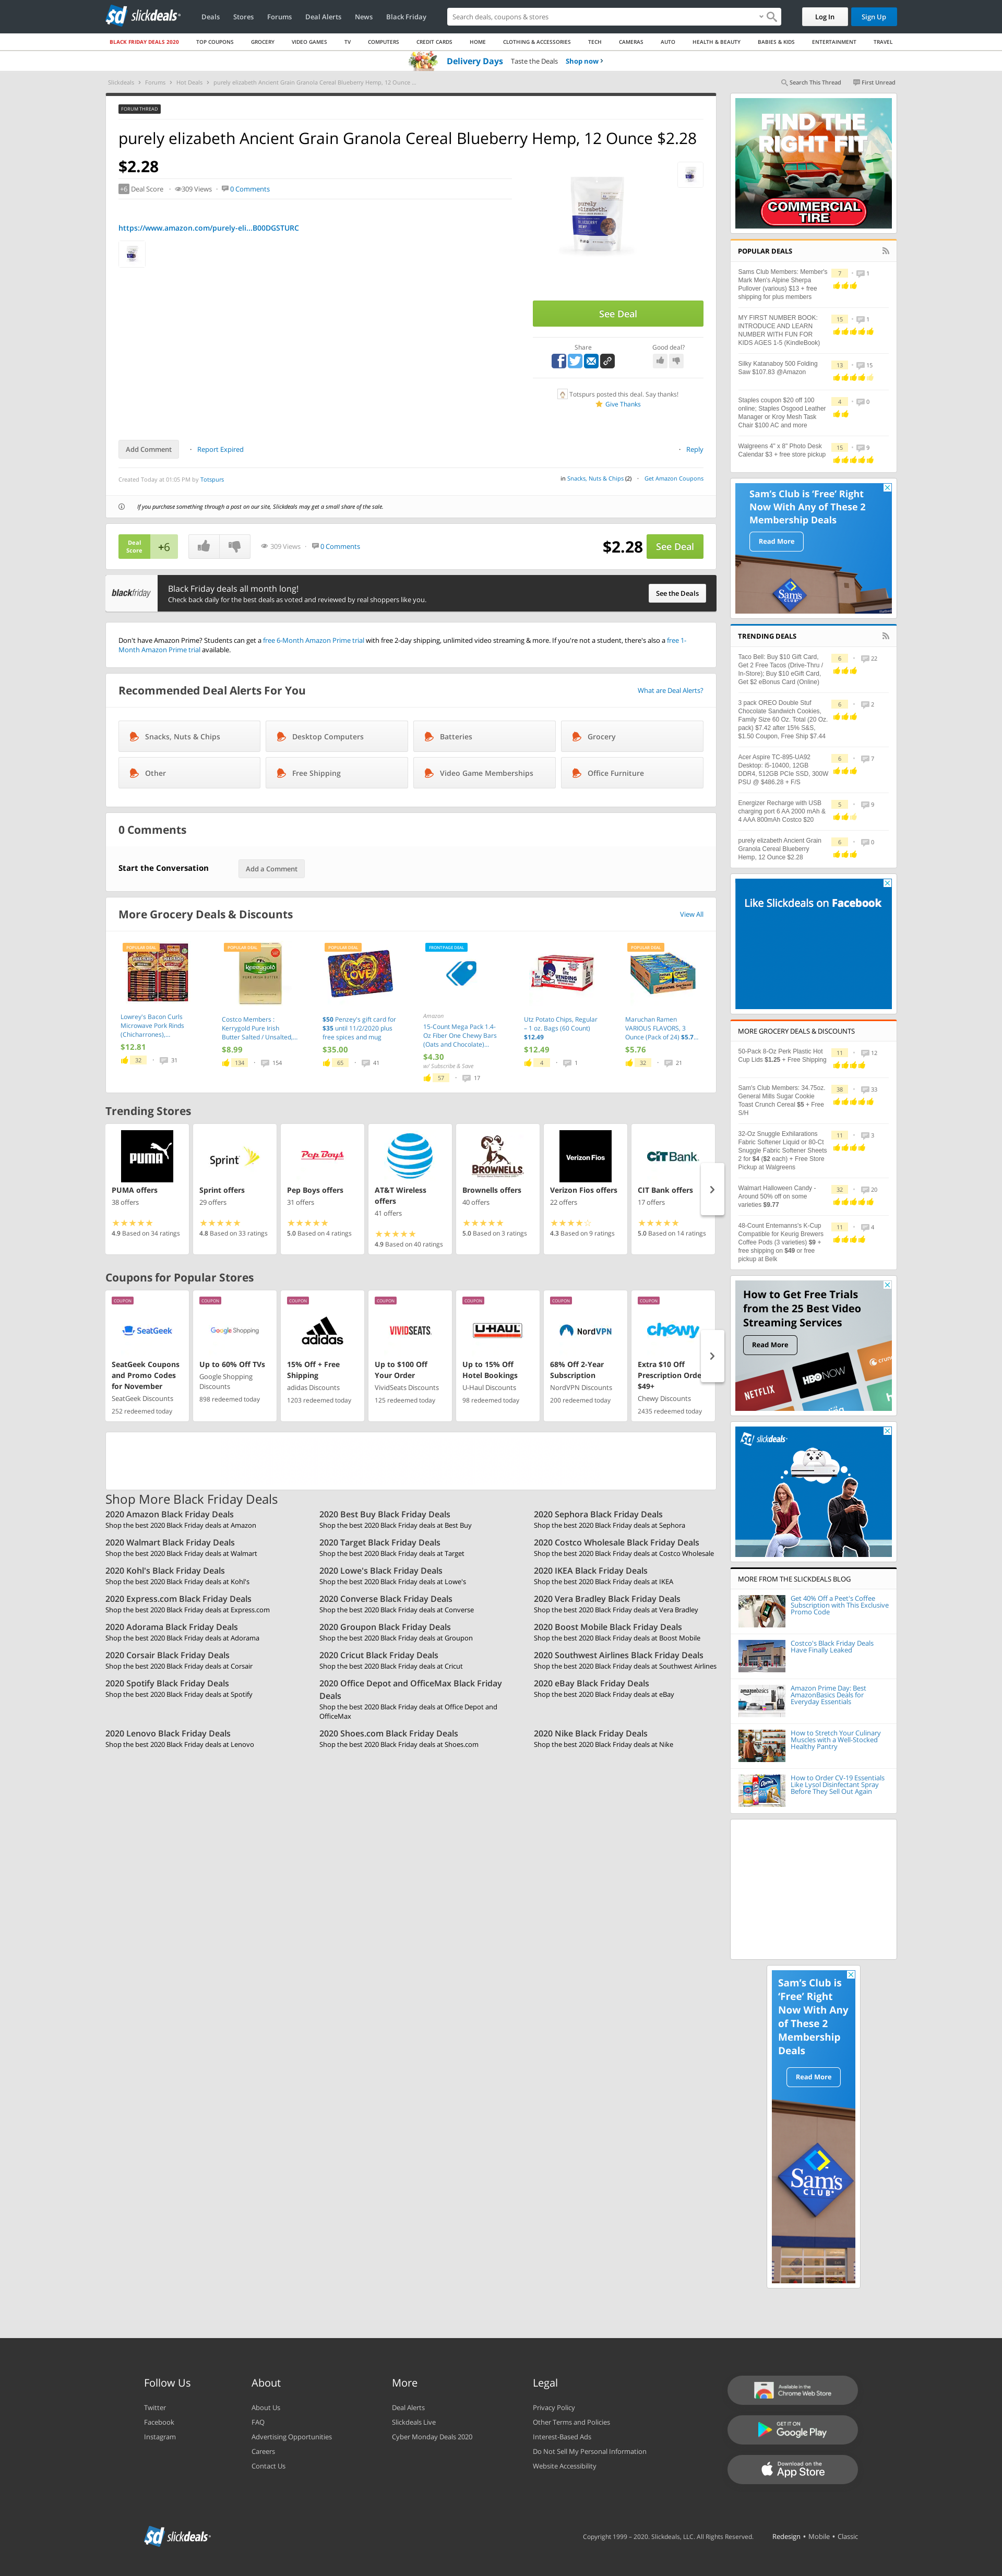 slickdeals
Deals
Stores
Forums
Deal Alerts
News
Black Friday
Search deals, coupons & stores
Log In
Sign Up
BLACK FRIDAY DEALS 2020
TOP COUPONS
GROCERY
VIDEO GAMES
TV
COMPUTERS
CREDIT CARDS
HOME
CLOTHING & ACCESSORIES
TECH
CAMERAS
AUTO
HEALTH & BEAUTY
BABIES & KIDS
ENTERTAINMENT
TRAVEL
Delivery Days
Taste the Deals
Shop now
Slickdeals
Forums
Hot Deals
purely elizabeth Ancient Grain Granola Cereal Blueberry Hemp, 12 Ounce ...
Search This Thread
First Unread
FORUM THREAD
purely elizabeth Ancient Grain Granola Cereal Blueberry Hemp, 12 Ounce $2.28
$2.28
+6 Deal Score
309 Views
0 Comments
https://www.amazon.com/purely-eli...B00DGSTURC
purely elizabeth.
See Deal
Share
Good deal?
Totspurs posted this deal. Say thanks!
Give Thanks
Add Comment
Report Expired
Reply
Created Today at 01:05 PM by Totspurs
in Snacks, Nuts & Chips (2)
Get Amazon Coupons
If you purchase something through a post on our site, Slickdeals may get a small share of the sale.
Deal Score
+6
309 Views
0 Comments
$2.28
See Deal
blackfriday
Black Friday deals all month long!
Check back daily for the best deals as voted and reviewed by real shoppers like you.
See the Deals
Don't have Amazon Prime? Students can get a free 6-Month Amazon Prime trial with free 2-day shipping, unlimited video streaming & more. If you're not a student, there's also a free 1-
Month Amazon Prime trial available.
Recommended Deal Alerts For You
What are Deal Alerts?
Snacks, Nuts & Chips
Desktop Computers
Batteries
Grocery
Other
Free Shipping
Video Game Memberships
Office Furniture
0 Comments
Start the Conversation
Add a Comment
More Grocery Deals & Discounts
View All
POPULAR DEAL
Lowrey's Bacon Curls
Microwave Pork Rinds
(Chicharrones),...
$12.81
32
31
POPULAR DEAL
Kerrygold
Costco Members :
Kerrygold Pure Irish
Butter Salted / Unsalted,...
$8.99
134
154
POPULAR DEAL
LOVE
$50 Penzey's gift card for
$35 until 11/2/2020 plus
free spices and mug
$35.00
65
41
FRONTPAGE DEAL
Amazon
15-Count Mega Pack 1.4-
Oz Fiber One Chewy Bars
(Oats and Chocolate)...
$4.30
w/ Subscribe & Save
57
17
Utz Potato Chips, Regular
– 1 oz. Bags (60 Count)
$12.49
$12.49
4
1
POPULAR DEAL
Maruchan Ramen
VARIOUS FLAVORS, 3
Ounce (Pack of 24) $5.7...
$5.76
32
21
Trending Stores
PUMA
PUMA offers
38 offers
4.9 Based on 34 ratings
Sprint
Sprint offers
29 offers
4.8 Based on 33 ratings
Pep Boys
Pep Boys offers
31 offers
5.0 Based on 4 ratings
AT&T
AT&T Wireless
offers
41 offers
4.9 Based on 40 ratings
BROWNELLS
Brownells offers
40 offers
5.0 Based on 3 ratings
Verizon Fios
Verizon Fios offers
22 offers
4.3 Based on 9 ratings
CIT Bank
CIT Bank offers
17 offers
5.0 Based on 14 ratings
Coupons for Popular Stores
COUPON
SeatGeek
SeatGeek Coupons
and Promo Codes
for November
SeatGeek Discounts
252 redeemed today
COUPON
Google Shopping
Up to 60% Off TVs
Google Shopping
Discounts
898 redeemed today
COUPON
adidas
15% Off + Free
Shipping
adidas Discounts
1203 redeemed today
COUPON
VIVIDSEATS
Up to $100 Off
Your Order
VividSeats Discounts
125 redeemed today
COUPON
U-HAUL
Up to 15% Off
Hotel Bookings
U-Haul Discounts
98 redeemed today
COUPON
NordVPN
68% Off 2-Year
Subscription
NordVPN Discounts
200 redeemed today
COUPON
chewy
Extra $10 Off
Prescription Orde
$49+
Chewy Discounts
2435 redeemed today
Shop More Black Friday Deals
2020 Amazon Black Friday Deals
Shop the best 2020 Black Friday deals at Amazon
2020 Best Buy Black Friday Deals
Shop the best 2020 Black Friday deals at Best Buy
2020 Sephora Black Friday Deals
Shop the best 2020 Black Friday deals at Sephora
2020 Walmart Black Friday Deals
Shop the best 2020 Black Friday deals at Walmart
2020 Target Black Friday Deals
Shop the best 2020 Black Friday deals at Target
2020 Costco Wholesale Black Friday Deals
Shop the best 2020 Black Friday deals at Costco Wholesale
2020 Kohl's Black Friday Deals
Shop the best 2020 Black Friday deals at Kohl's
2020 Lowe's Black Friday Deals
Shop the best 2020 Black Friday deals at Lowe's
2020 IKEA Black Friday Deals
Shop the best 2020 Black Friday deals at IKEA
2020 Express.com Black Friday Deals
Shop the best 2020 Black Friday deals at Express.com
2020 Converse Black Friday Deals
Shop the best 2020 Black Friday deals at Converse
2020 Vera Bradley Black Friday Deals
Shop the best 2020 Black Friday deals at Vera Bradley
2020 Adorama Black Friday Deals
Shop the best 2020 Black Friday deals at Adorama
2020 Groupon Black Friday Deals
Shop the best 2020 Black Friday deals at Groupon
2020 Boost Mobile Black Friday Deals
Shop the best 2020 Black Friday deals at Boost Mobile
2020 Corsair Black Friday Deals
Shop the best 2020 Black Friday deals at Corsair
2020 Cricut Black Friday Deals
Shop the best 2020 Black Friday deals at Cricut
2020 Southwest Airlines Black Friday Deals
Shop the best 2020 Black Friday deals at Southwest Airlines
2020 Spotify Black Friday Deals
Shop the best 2020 Black Friday deals at Spotify
2020 Office Depot and OfficeMax Black Friday
Deals
Shop the best 2020 Black Friday deals at Office Depot and
OfficeMax
2020 eBay Black Friday Deals
Shop the best 2020 Black Friday deals at eBay
2020 Lenovo Black Friday Deals
Shop the best 2020 Black Friday deals at Lenovo
2020 Shoes.com Black Friday Deals
Shop the best 2020 Black Friday deals at Shoes.com
2020 Nike Black Friday Deals
Shop the best 2020 Black Friday deals at Nike
FIND THE
RIGHT FIT
COMMERCIAL
TIRE
POPULAR DEALS
Sams Club Members: Member's
Mark Men's Alpine Sherpa
Pullover (various) $13 + free
shipping for plus members
7
1
MY FIRST NUMBER BOOK:
INTRODUCE AND LEARN
NUMBER WITH FUN FOR
KIDS AGES 1-5 (KindleBook)
15
1
Silky Katanaboy 500 Folding
Saw $107.83 @Amazon
13
15
Staples coupon $20 off 100
online; Staples Osgood Leather
Manager or Kroy Mesh Task
Chair $100 AC and more
4
0
Walgreens 4" x 8" Photo Desk
Calendar $3 + free store pickup
15
9
Sam's Club is 'Free' Right
Now With Any of These 2
Membership Deals
Read More
Sam's
CLUB
TRENDING DEALS
Taco Bell: Buy $10 Gift Card,
Get 2 Free Tacos (Drive-Thru /
In-Store); Buy $10 eGift Card,
Get $2 eBonus Card (Online)
6
22
3 pack OREO Double Stuf
Chocolate Sandwich Cookies,
Family Size 60 Oz. Total (20 Oz.
pack) $7.42 after 15% S&S,
$1.50 Coupon, Free Ship $7.44
6
2
Acer Aspire TC-895-UA92
Desktop: i5-10400, 12GB
DDR4, 512GB PCIe SSD, 300W
PSU @ $486.28 + F/S
6
7
Energizer Recharge with USB
charging port 6 AA 2000 mAh &
4 AAA 800mAh Costco $20
5
9
purely elizabeth Ancient Grain
Granola Cereal Blueberry
Hemp, 12 Ounce $2.28
6
0
Like Slickdeals on Facebook
MORE GROCERY DEALS & DISCOUNTS
50-Pack 8-Oz Perk Plastic Hot
Cup Lids $1.25 + Free Shipping
11
12
Sam's Club Members: 34.75oz.
General Mills Sugar Cookie
Toast Crunch Cereal $5 + Free
S/H
38
33
32-Oz Snuggle Exhilarations
Fabric Softener Liquid or 80-Ct
Snuggle Fabric Softener Sheets
2 for $4 ($2 each) + Free Store
Pickup at Walgreens
11
3
Walmart Halloween Candy -
Around 50% off on some
varieties $9.77
32
20
48-Count Entemanns's K-Cup
Compatible for Keurig Brewers
Coffee Pods (3 varieties) $9 +
free shipping on $49 or free
pickup at Belk
11
4
How to Get Free Trials
from the 25 Best Video
Streaming Services
Read More
NETFLIX
HBO NOW
slickdeals
MORE FROM THE SLICKDEALS BLOG
Get 40% Off a Peet's Coffee
Subscription with This Exclusive
Promo Code
Costco's Black Friday Deals
Have Finally Leaked
amazonbasics
Amazon Prime Day: Best
AmazonBasics Deals for
Everyday Essentials
How to Stretch Your Culinary
Muscles with a Well-Stocked
Healthy Pantry
How to Order CV-19 Essentials
Like Lysol Disinfectant Spray
Before They Sell Out Again
Sam's Club is
'Free' Right
Now With Any
of These 2
Membership
Deals
Read More
Sam's
CLUB
Follow Us
Twitter
Facebook
Instagram
About
About Us
FAQ
Advertising Opportunities
Careers
Contact Us
More
Deal Alerts
Slickdeals Live
Cyber Monday Deals 2020
Legal
Privacy Policy
Other Terms and Policies
Interest-Based Ads
Do Not Sell My Personal Information
Website Accessibility
Available in the
Chrome Web Store
GET IT ON
Google Play
Download on the
App Store
slickdeals
Copyright 1999 – 2020. Slickdeals, LLC. All Rights Reserved.
Redesign • Mobile • Classic